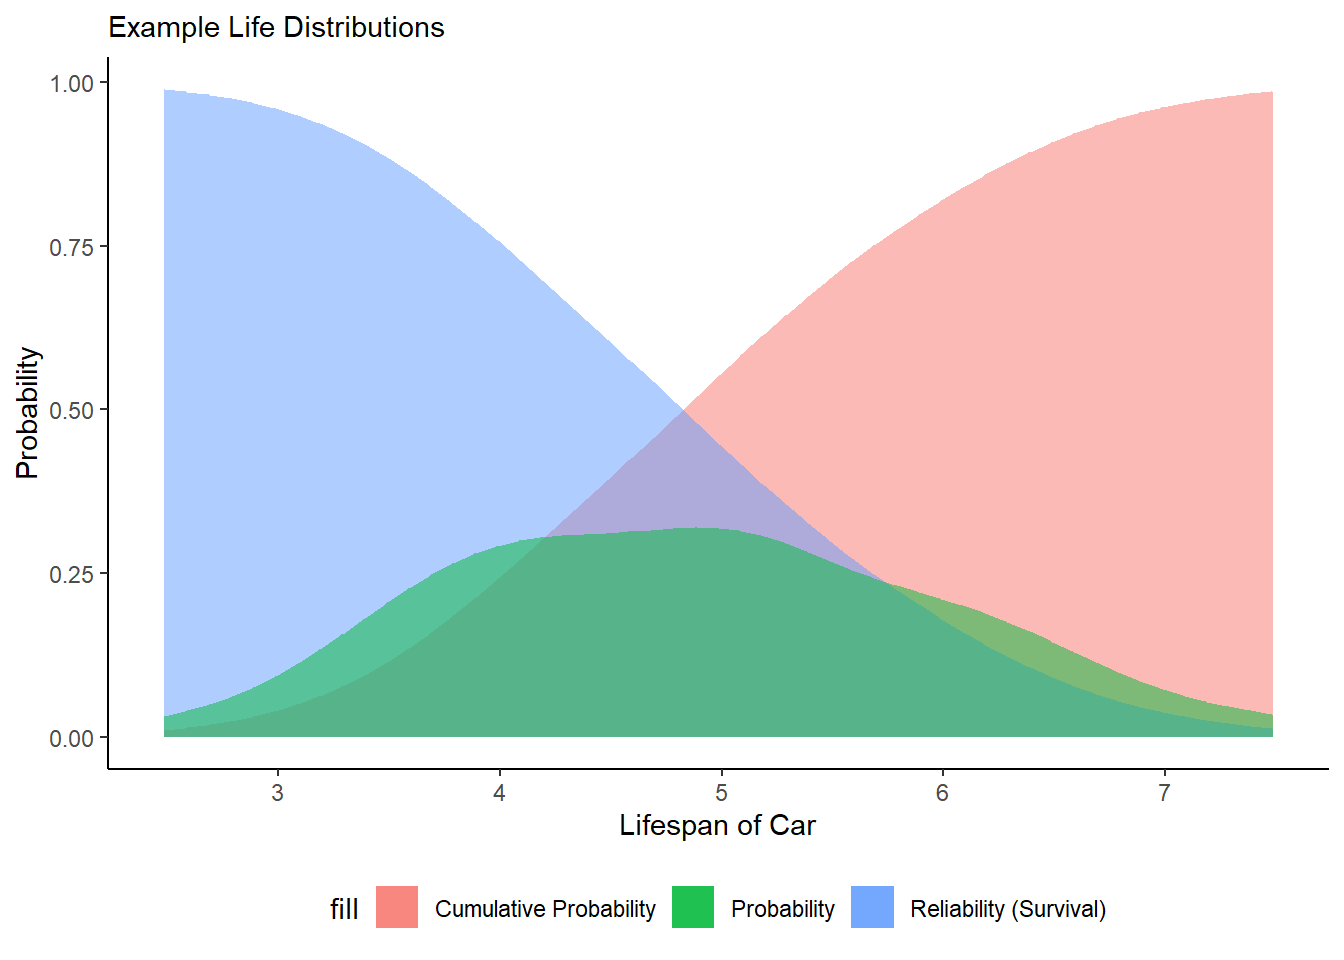 Example Life Distributions
1.00
0.75
0.50
0.25
0.00
Probability
3 4 5 6 7
Lifespan of Car
fill Cumulative Probability Probability Reliability (Survival)